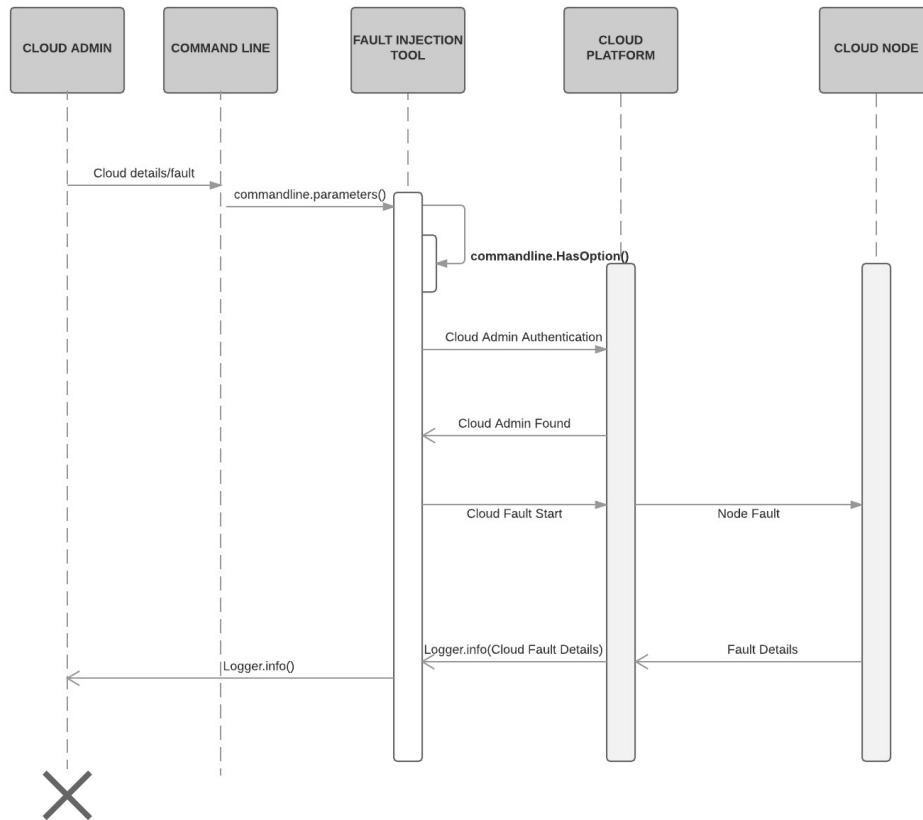 CLOUD ADMIN
COMMAND LINE
FAULT INJECTION
TOOL
CLOUD
PLATFORM
CLOUD NODE
Cloud details/fault
commandline.parameters()
commandline.HasOption()
Cloud Admin Authentication
Cloud Admin Found
Cloud Fault Start
Node Fault
Logger.info(Cloud Fault Details)
Fault Details
Logger.info()